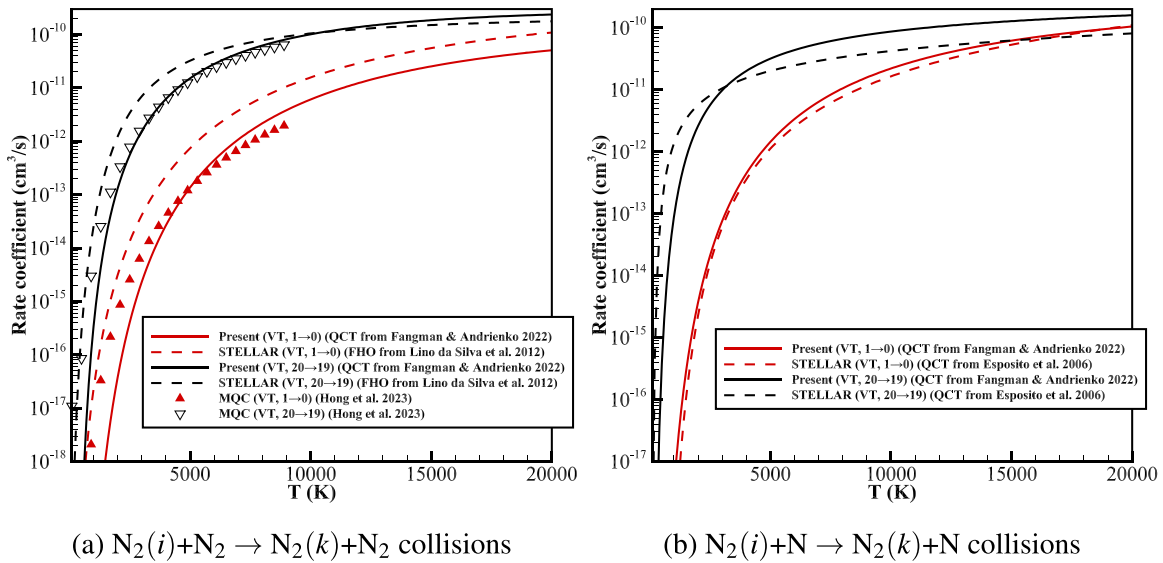 Rate coefficient (cm³/s)
10⁻¹⁰
10⁻¹¹
10⁻¹²
10⁻¹³
10⁻¹⁴
10⁻¹⁵
10⁻¹⁶
10⁻¹⁷
10⁻¹⁸
Present (VT, 1→0) (QCT from Fangman & Andrienko 2022)
STELLAR (VT, 1→0) (FHO from Lino da Silva et al. 2012)
Present (VT, 20→19) (QCT from Fangman & Andrienko 2022)
STELLAR (VT, 20→19) (FHO from Lino da Silva et al. 2012)
MQC (VT, 1→0) (Hong et al. 2023)
MQC (VT, 20→19) (Hong et al. 2023)
5000 10000 15000 20000
T (K)
(a) N₂(i)+N₂ → N₂(k)+N₂ collisions
Rate coefficient (cm³/s)
10⁻¹⁰
10⁻¹¹
10⁻¹²
10⁻¹³
10⁻¹⁴
10⁻¹⁵
10⁻¹⁶
10⁻¹⁷
Present (VT, 1→0) (QCT from Fangman & Andrienko 2022)
STELLAR (VT, 1→0) (QCT from Esposito et al. 2006)
Present (VT, 20→19) (QCT from Fangman & Andrienko 2022)
STELLAR (VT, 20→19) (QCT from Esposito et al. 2006)
5000 10000 15000 20000
T (K)
(b) N₂(i)+N → N₂(k)+N collisions